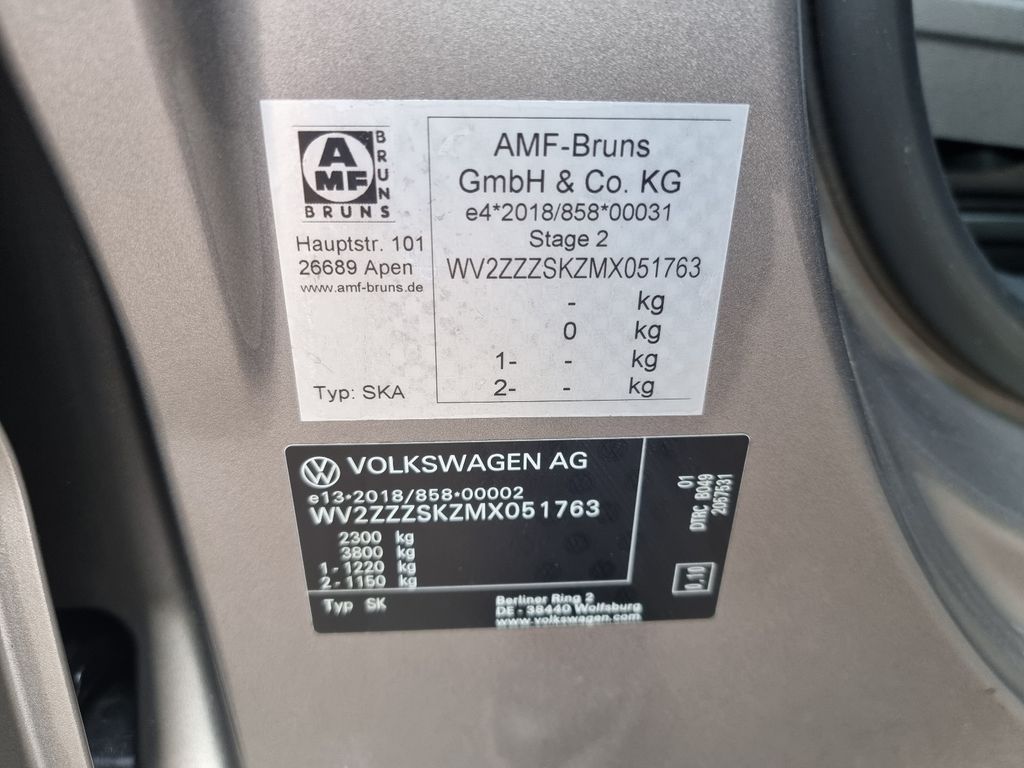 AMF
BRUNS
BRUNS
Hauptstr. 101
26689 Apen
www.amf-bruns.de
Typ: SKA
AMF-Bruns
GmbH & Co. KG
e4*2018/858*00031
Stage 2
WV2ZZZSKZMX051763
- kg
0 kg
1- - kg
2- - kg
VOLKSWAGEN AG
e13*2018/858*00002
WV2ZZZSKZMX051763
2300 kg
3800 kg
1 - 1220 kg
2 - 1150 kg
Typ SK
Berliner Ring 2
DE - 38440 Wolfsburg
www.volkswagen.com
01
DTRC B049
2057531
D.10